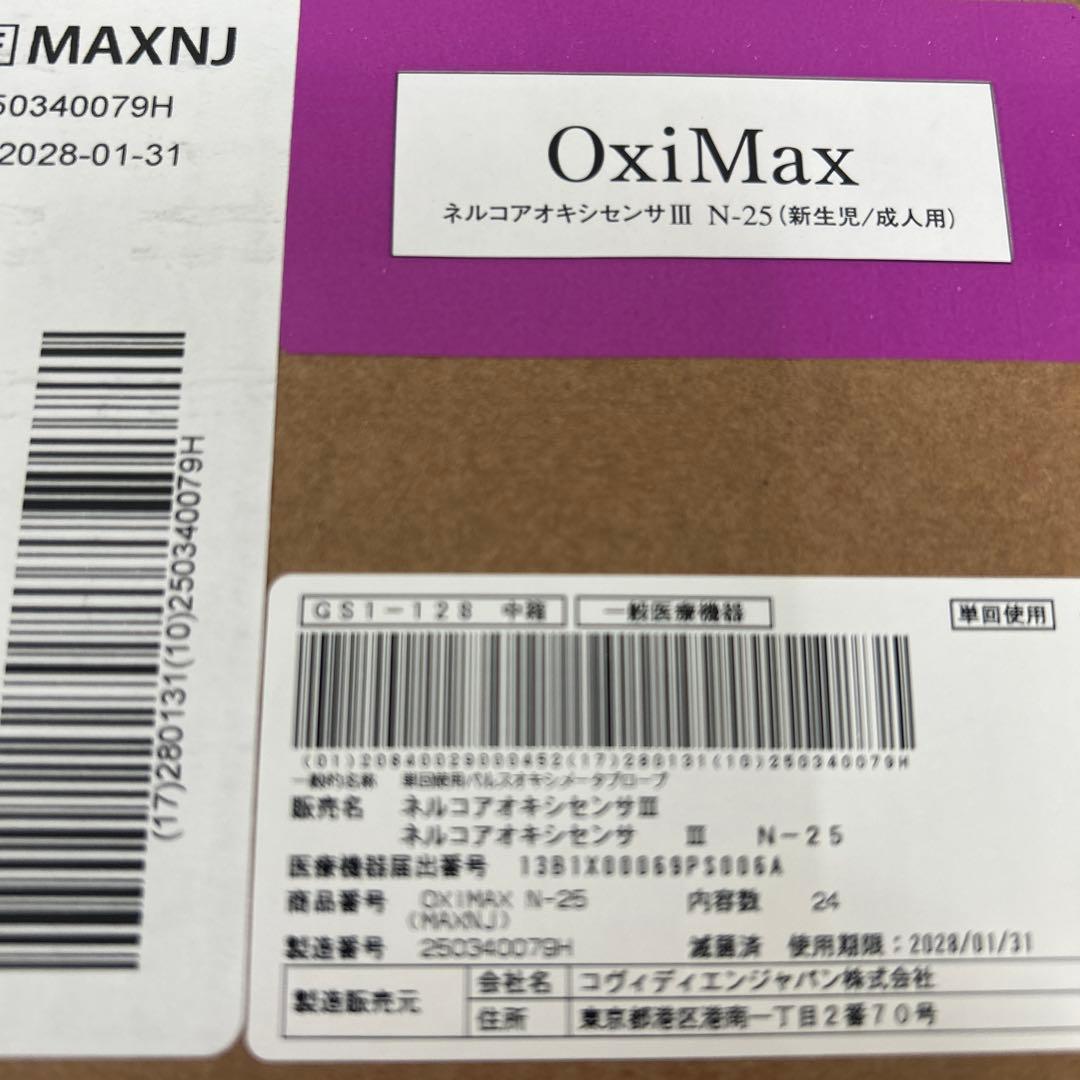 MAXNJ
50340079H
2028-01-31
(17)280131(10)250340079H
OxiMax
ネルコアオキシセンサⅢ N-25(新生児/成人用)
GS1-128 中箱 一般医療機器 単回使用
(01)20840028000452(17)280131(10)250340079H
一般的名称 単回使用パルスオキシメータプローブ
販売名 ネルコアオキシセンサⅢ
ネルコアオキシセンサ Ⅲ N-25
医療機器届出番号 13B1X00069PS006A
商品番号 OXIMAX N-25 内容数 24
(MAXNJ)
製造番号 250340079H 滅菌済 使用期限:2028/01/31
製造販売元 会社名 コヴィディエンジャパン株式会社
住所 東京都港区港南一丁目2番70号